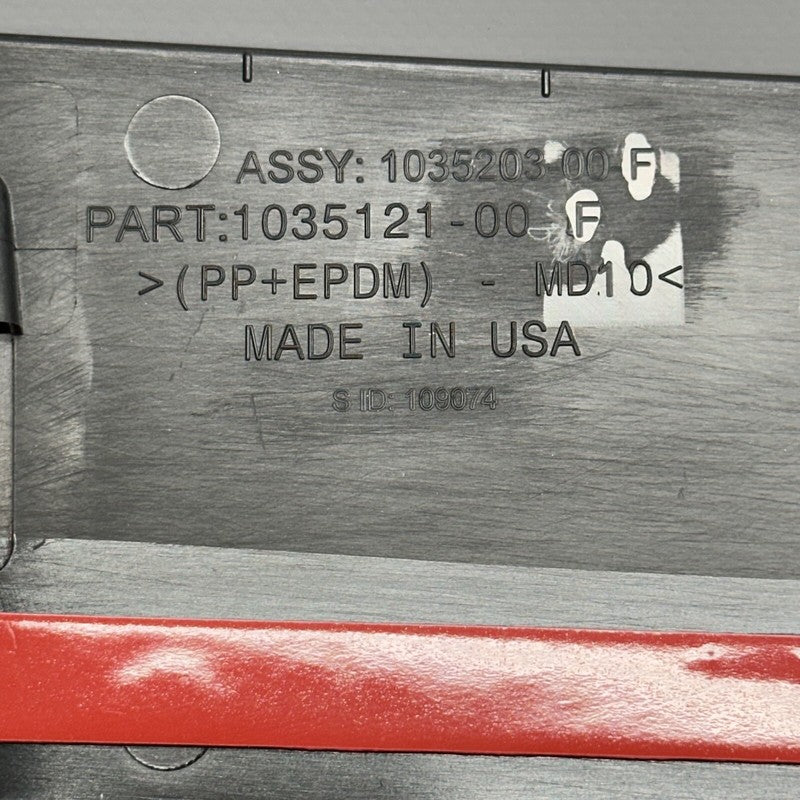 ASSY: 1035203-00 F
PART:1035121-00 F
>(PP+EPDM) - MD10<
MADE IN USA
S ID: 109074